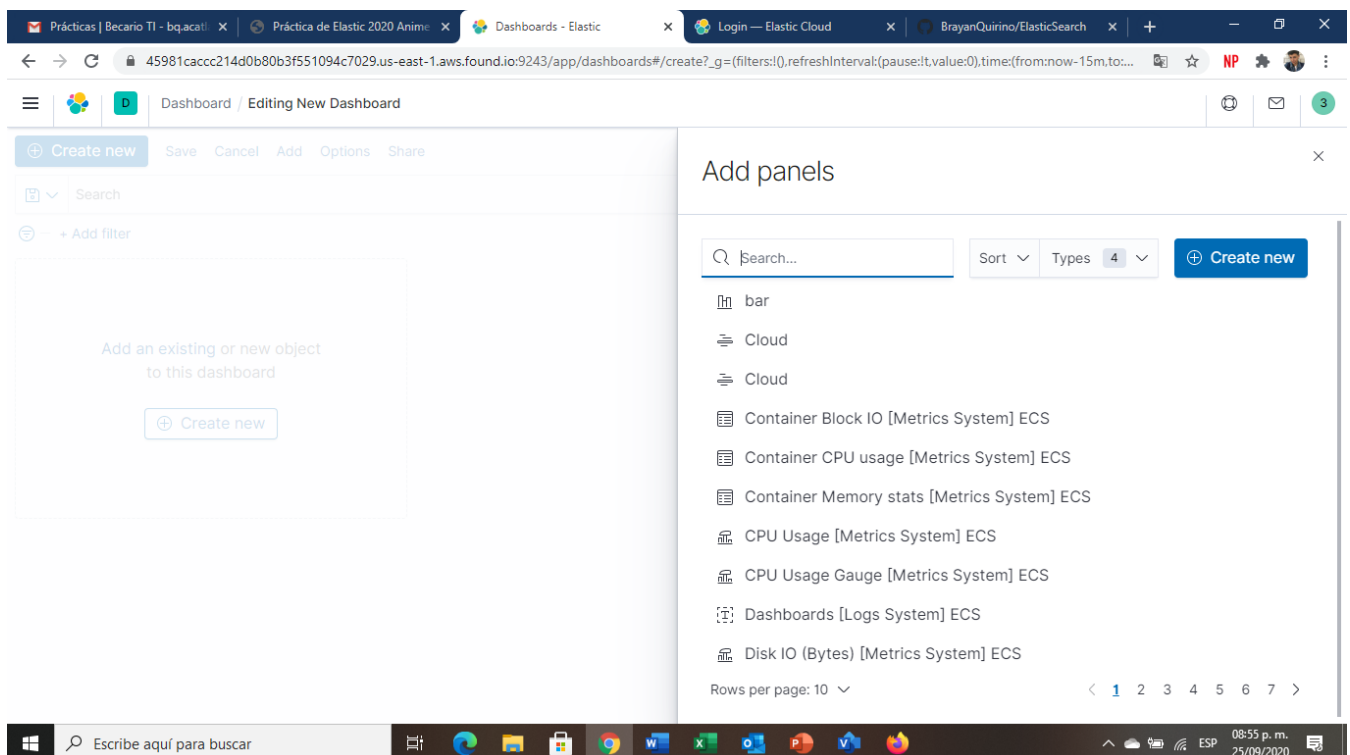 Prácticas | Becario TI - bq.acatl
Práctica de Elastic 2020 Anime
Dashboards - Elastic
Login — Elastic Cloud
BrayanQuirino/ElasticSearch
45981caccc214d0b80b3f551094c7029.us-east-1.aws.found.io:9243/app/dashboards#/create?_g=(filters:!(),refreshInterval:(pause:!t,value:0),time:(from:now-15m,to:...
NP
D
Dashboard / Editing New Dashboard
3
Create new Save Cancel Add Options Share
Search
+ Add filter
Add an existing or new object
to this dashboard
Create new
Add panels
Search...
Sort
Types 4
Create new
bar
Cloud
Cloud
Container Block IO [Metrics System] ECS
Container CPU usage [Metrics System] ECS
Container Memory stats [Metrics System] ECS
CPU Usage [Metrics System] ECS
CPU Usage Gauge [Metrics System] ECS
Dashboards [Logs System] ECS
Disk IO (Bytes) [Metrics System] ECS
Rows per page: 10
< 1 2 3 4 5 6 7 >
Escribe aquí para buscar
ESP
08:55 p. m.
25/09/2020